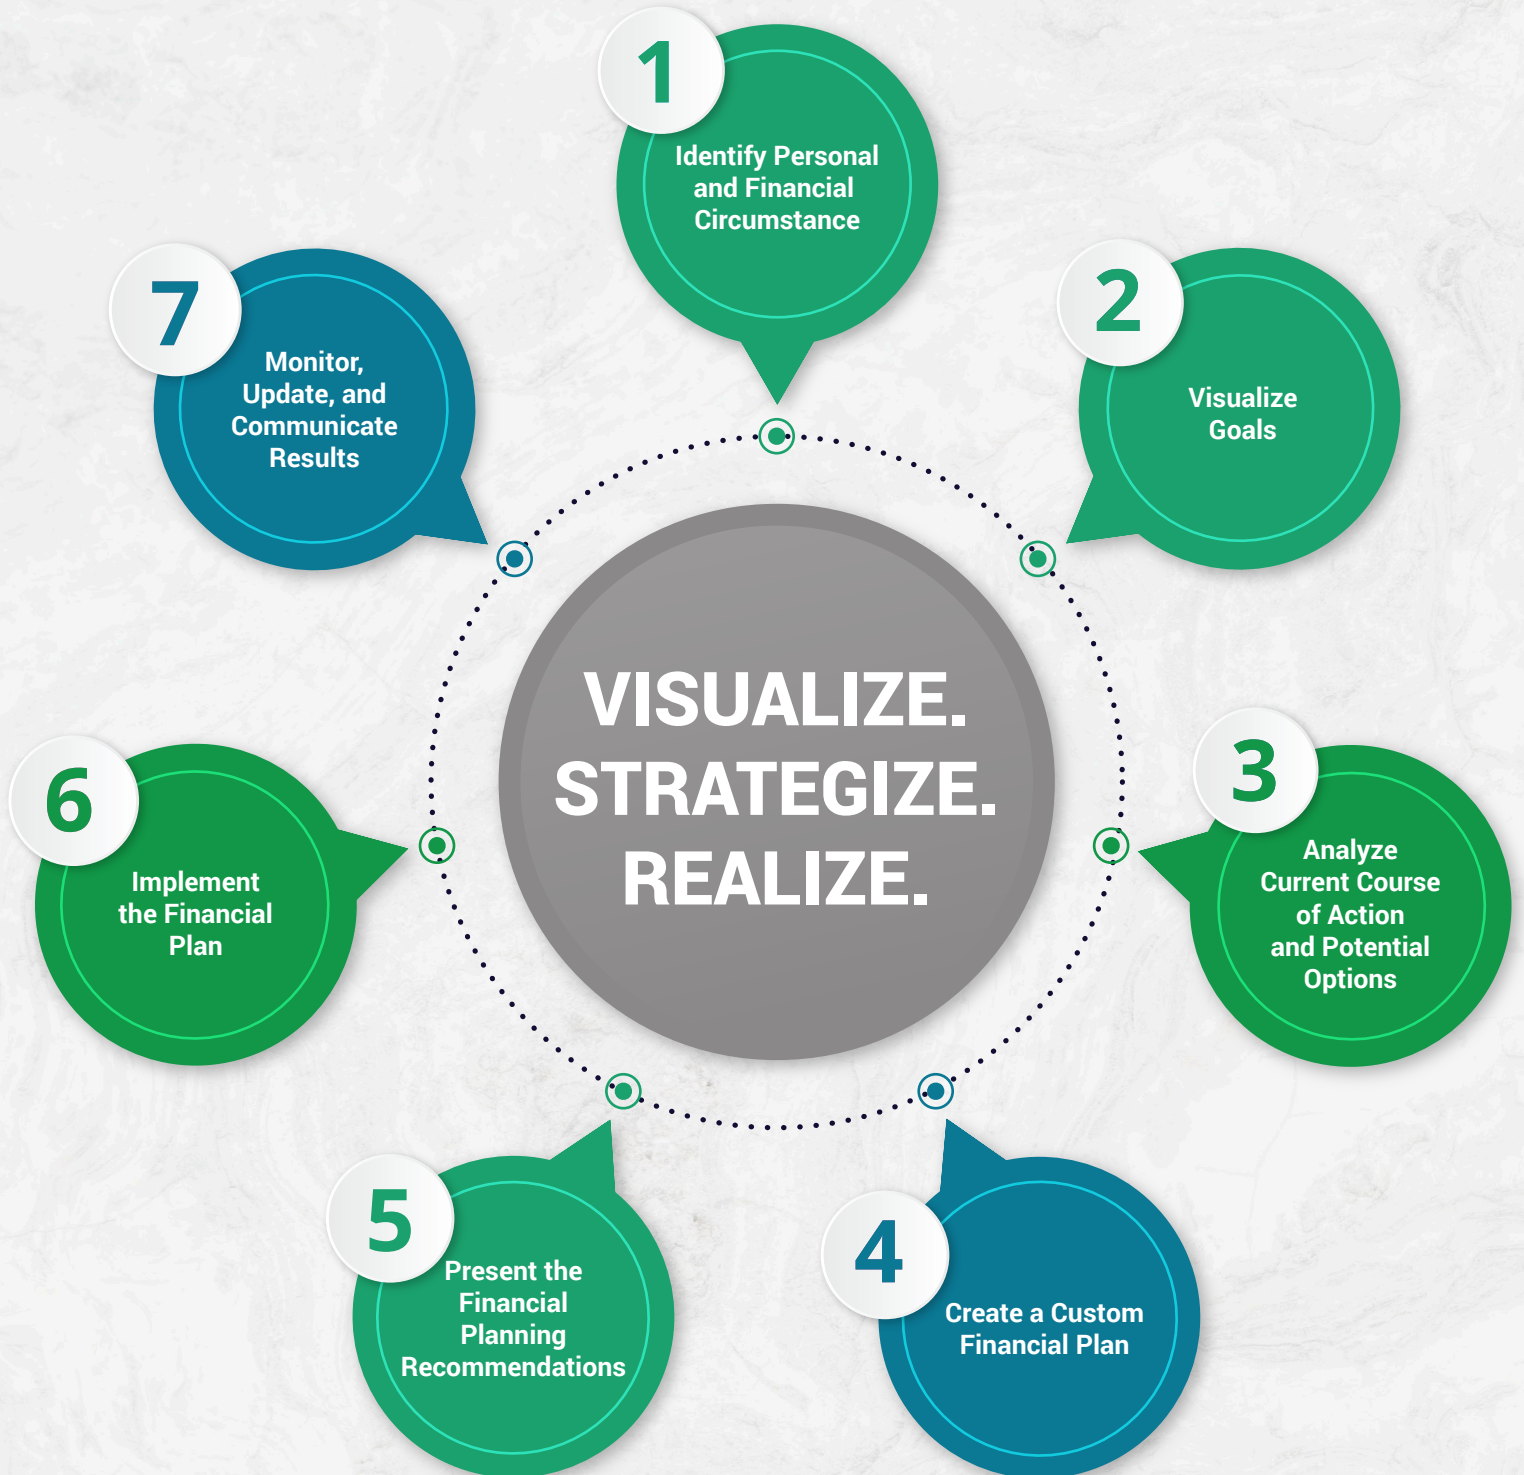 1
Identify Personal
and Financial
Circumstance
2
Visualize
Goals
3
Analyze
Current Course
of Action
and Potential
Options
4
Create a Custom
Financial Plan
5
Present the
Financial
Planning
Recommendations
6
Implement
the Financial
Plan
7
Monitor,
Update, and
Communicate
Results
VISUALIZE.
STRATEGIZE.
REALIZE.